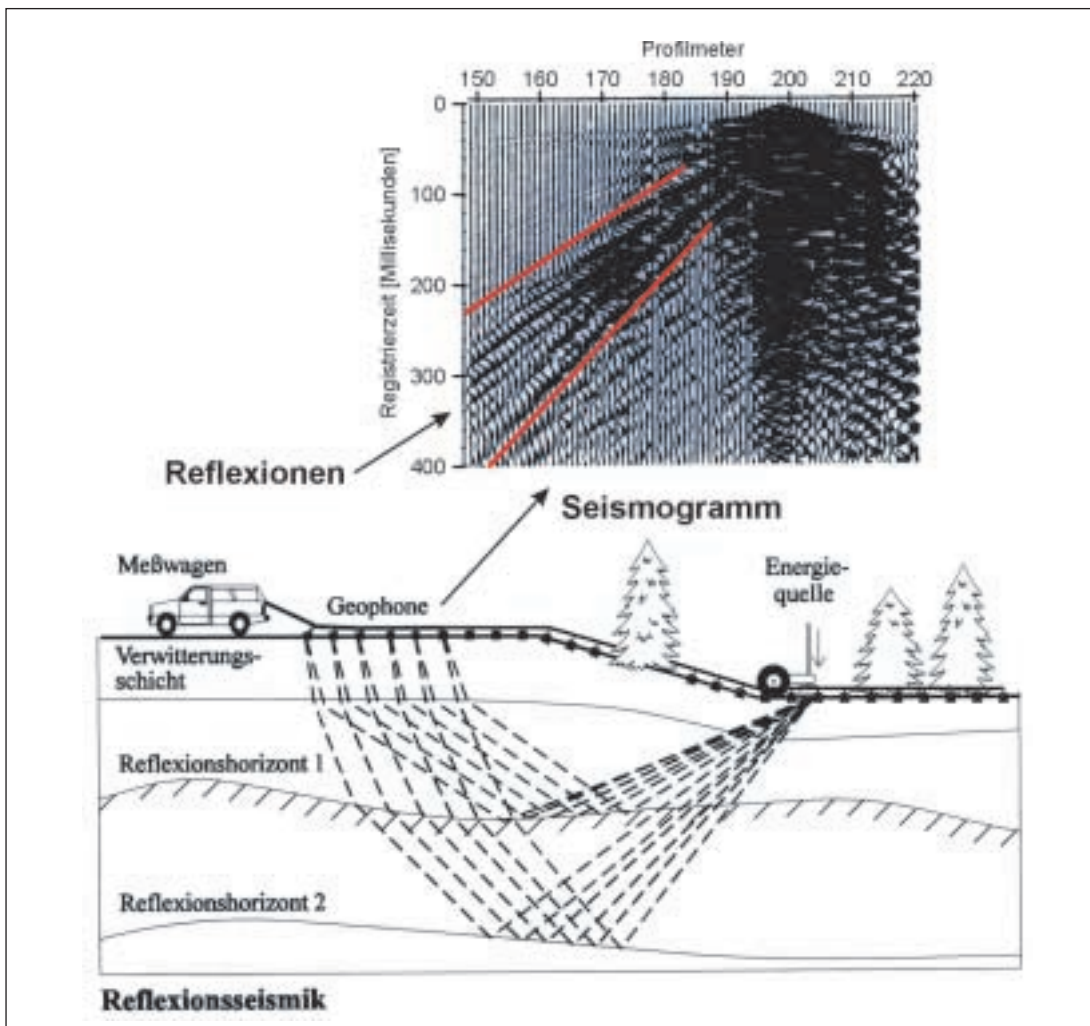 Profilmeter
150 160 170 180 190 200 210 220
Registrierzeit [Millisekunden]
0
100
200
300
400
Reflexionen
Seismogramm
Meßwagen
Geophone
Energie-
quelle
Verwitterungs-
schicht
Reflexionshorizont 1
Reflexionshorizont 2
Reflexionsseismik